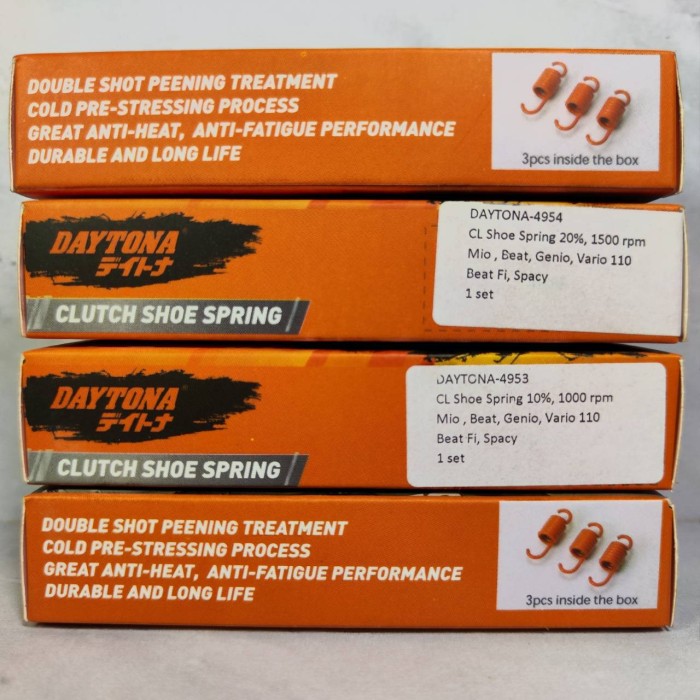 DOUBLE SHOT PEENING TREATMENT
COLD PRE-STRESSING PROCESS
GREAT ANTI-HEAT, ANTI-FATIGUE PERFORMANCE
DURABLE AND LONG LIFE
3pcs inside the box
DAYTONA
デイトナ
CLUTCH SHOE SPRING
DAYTONA-4954
CL Shoe Spring 20%, 1500 rpm
Mio , Beat, Genio, Vario 110
Beat Fi, Spacy
1 set
DAYTONA
デイトナ
CLUTCH SHOE SPRING
DAYTONA-4953
CL Shoe Spring 10%, 1000 rpm
Mio , Beat, Genio, Vario 110
Beat Fi, Spacy
1 set
DOUBLE SHOT PEENING TREATMENT
COLD PRE-STRESSING PROCESS
GREAT ANTI-HEAT, ANTI-FATIGUE PERFORMANCE
DURABLE AND LONG LIFE
3pcs inside the box